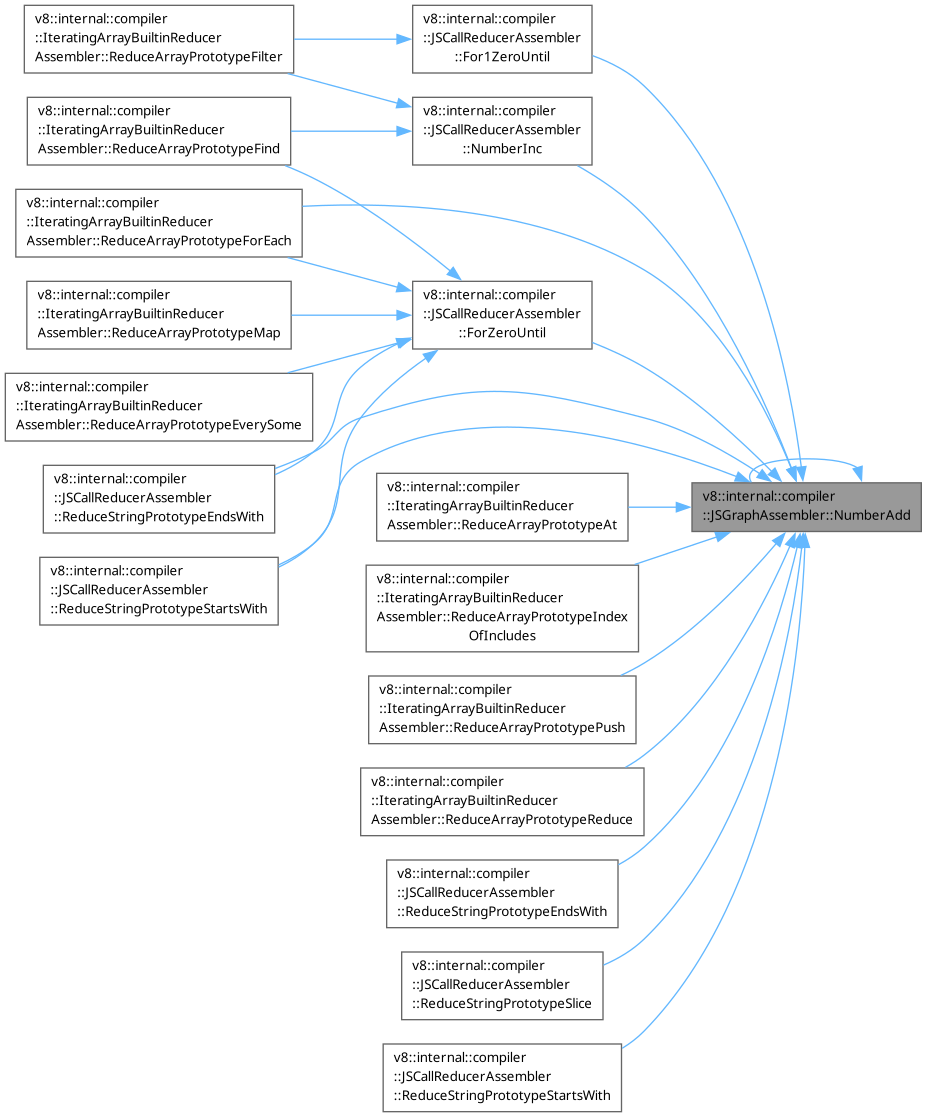 v8::internal::compiler
::IteratingArrayBuiltinReducer
Assembler::ReduceArrayPrototypeFilter
v8::internal::compiler
::JSCallReducerAssembler
::For1ZeroUntil
v8::internal::compiler
::IteratingArrayBuiltinReducer
Assembler::ReduceArrayPrototypeFind
v8::internal::compiler
::JSCallReducerAssembler
::NumberInc
v8::internal::compiler
::IteratingArrayBuiltinReducer
Assembler::ReduceArrayPrototypeForEach
v8::internal::compiler
::IteratingArrayBuiltinReducer
Assembler::ReduceArrayPrototypeMap
v8::internal::compiler
::JSCallReducerAssembler
::ForZeroUntil
v8::internal::compiler
::IteratingArrayBuiltinReducer
Assembler::ReduceArrayPrototypeEverySome
v8::internal::compiler
::JSCallReducerAssembler
::ReduceStringPrototypeEndsWith
v8::internal::compiler
::IteratingArrayBuiltinReducer
Assembler::ReduceArrayPrototypeAt
v8::internal::compiler
::JSGraphAssembler::NumberAdd
v8::internal::compiler
::JSCallReducerAssembler
::ReduceStringPrototypeStartsWith
v8::internal::compiler
::IteratingArrayBuiltinReducer
Assembler::ReduceArrayPrototypeIndex
OfIncludes
v8::internal::compiler
::IteratingArrayBuiltinReducer
Assembler::ReduceArrayPrototypePush
v8::internal::compiler
::IteratingArrayBuiltinReducer
Assembler::ReduceArrayPrototypeReduce
v8::internal::compiler
::JSCallReducerAssembler
::ReduceStringPrototypeEndsWith
v8::internal::compiler
::JSCallReducerAssembler
::ReduceStringPrototypeSlice
v8::internal::compiler
::JSCallReducerAssembler
::ReduceStringPrototypeStartsWith